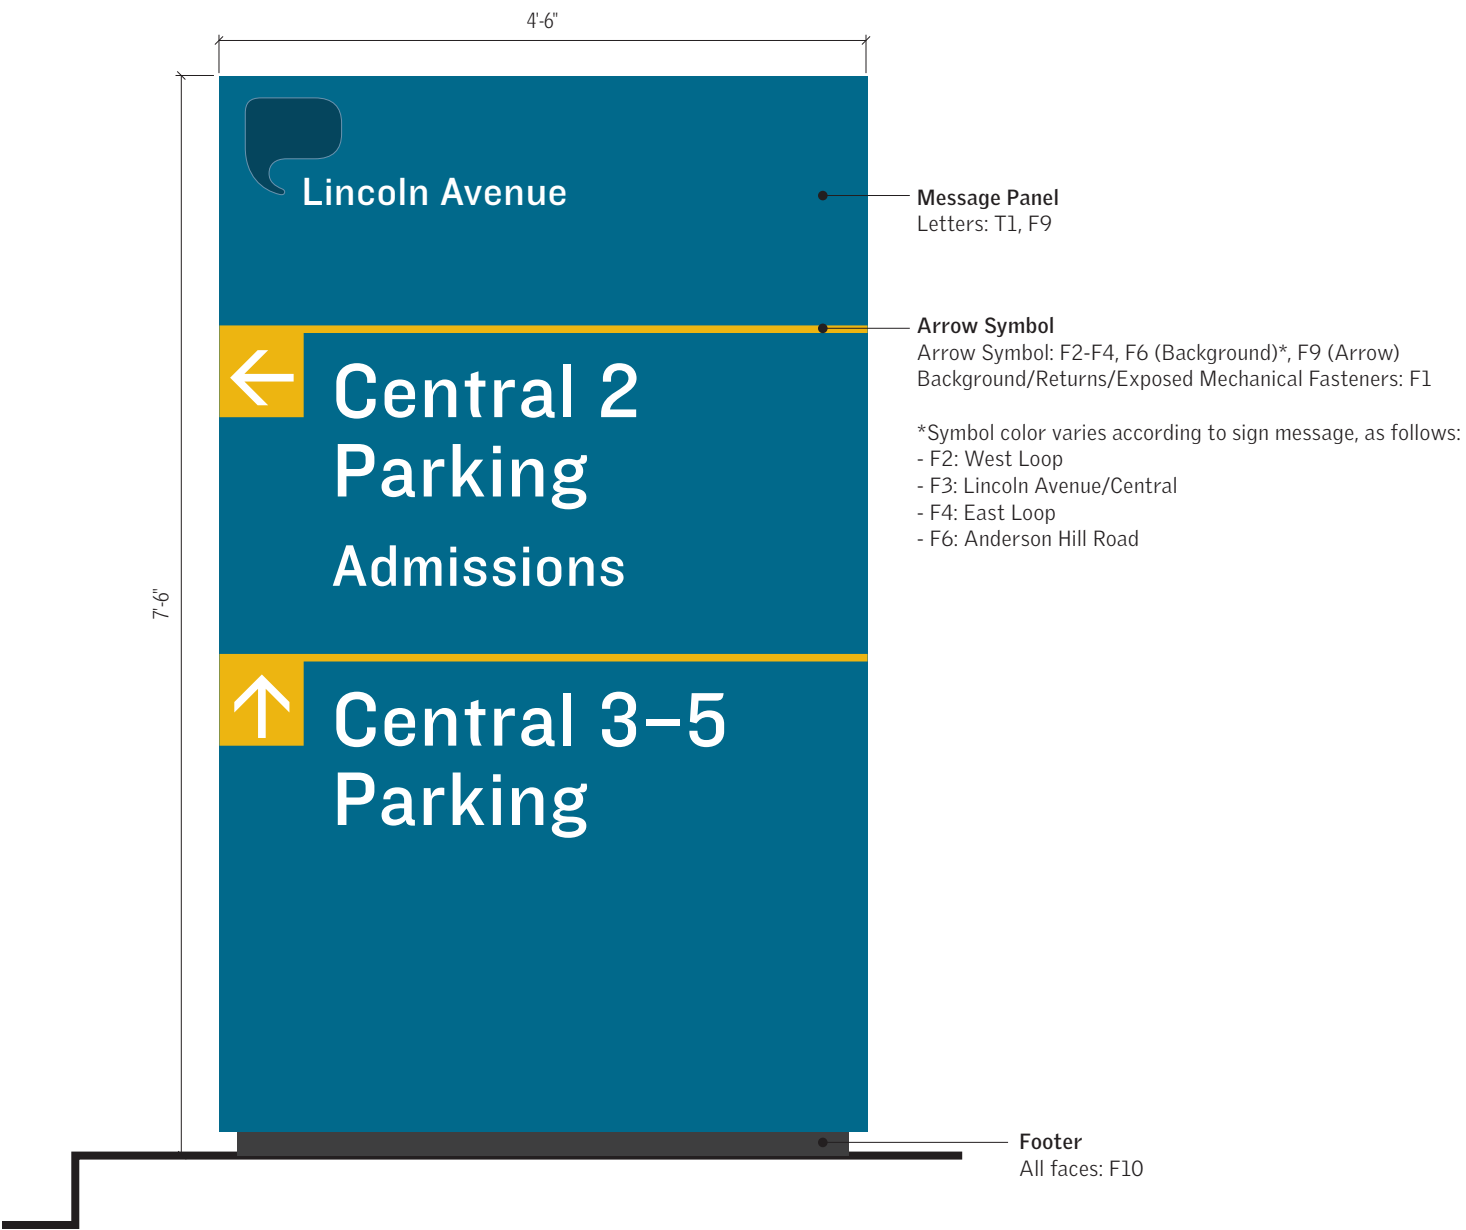 4'-6"
7'-6"
Lincoln Avenue
Central 2
Parking
Admissions
Central 3–5
Parking
Message Panel
Letters: T1, F9
Arrow Symbol
Arrow Symbol: F2-F4, F6 (Background)*, F9 (Arrow)
Background/Returns/Exposed Mechanical Fasteners: F1
*Symbol color varies according to sign message, as follows:
- F2: West Loop
- F3: Lincoln Avenue/Central
- F4: East Loop
- F6: Anderson Hill Road
Footer
All faces: F10